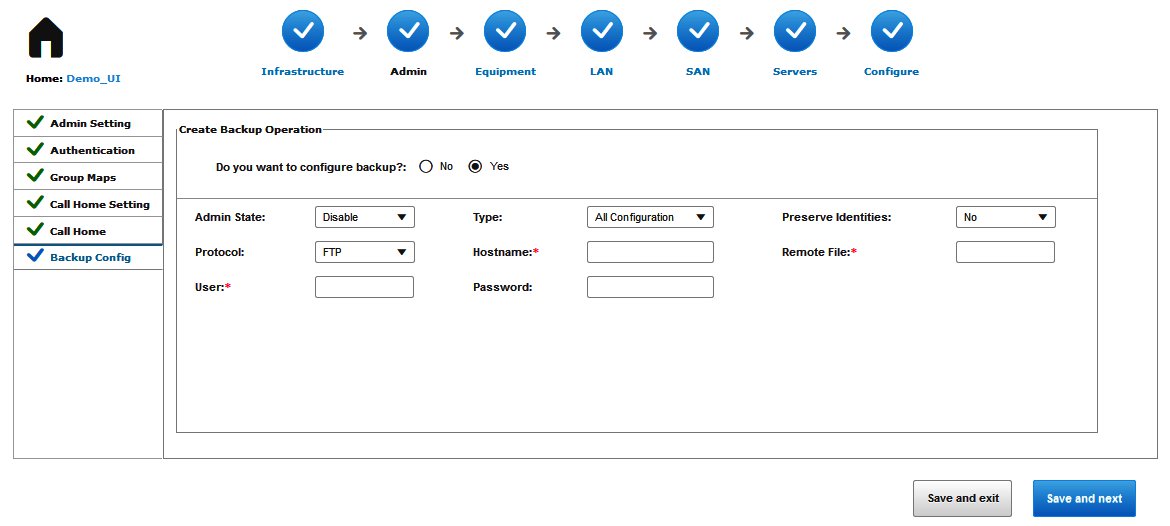 Home: Demo_UI
Infrastructure Admin Equipment LAN SAN Servers Configure
Admin Setting
Authentication
Group Maps
Call Home Setting
Call Home
Backup Config
Create Backup Operation
Do you want to configure backup?: No Yes
Admin State: Disable Type: All Configuration Preserve Identities: No
Protocol: FTP Hostname:* Remote File:*
User:* Password:
Save and exit Save and next